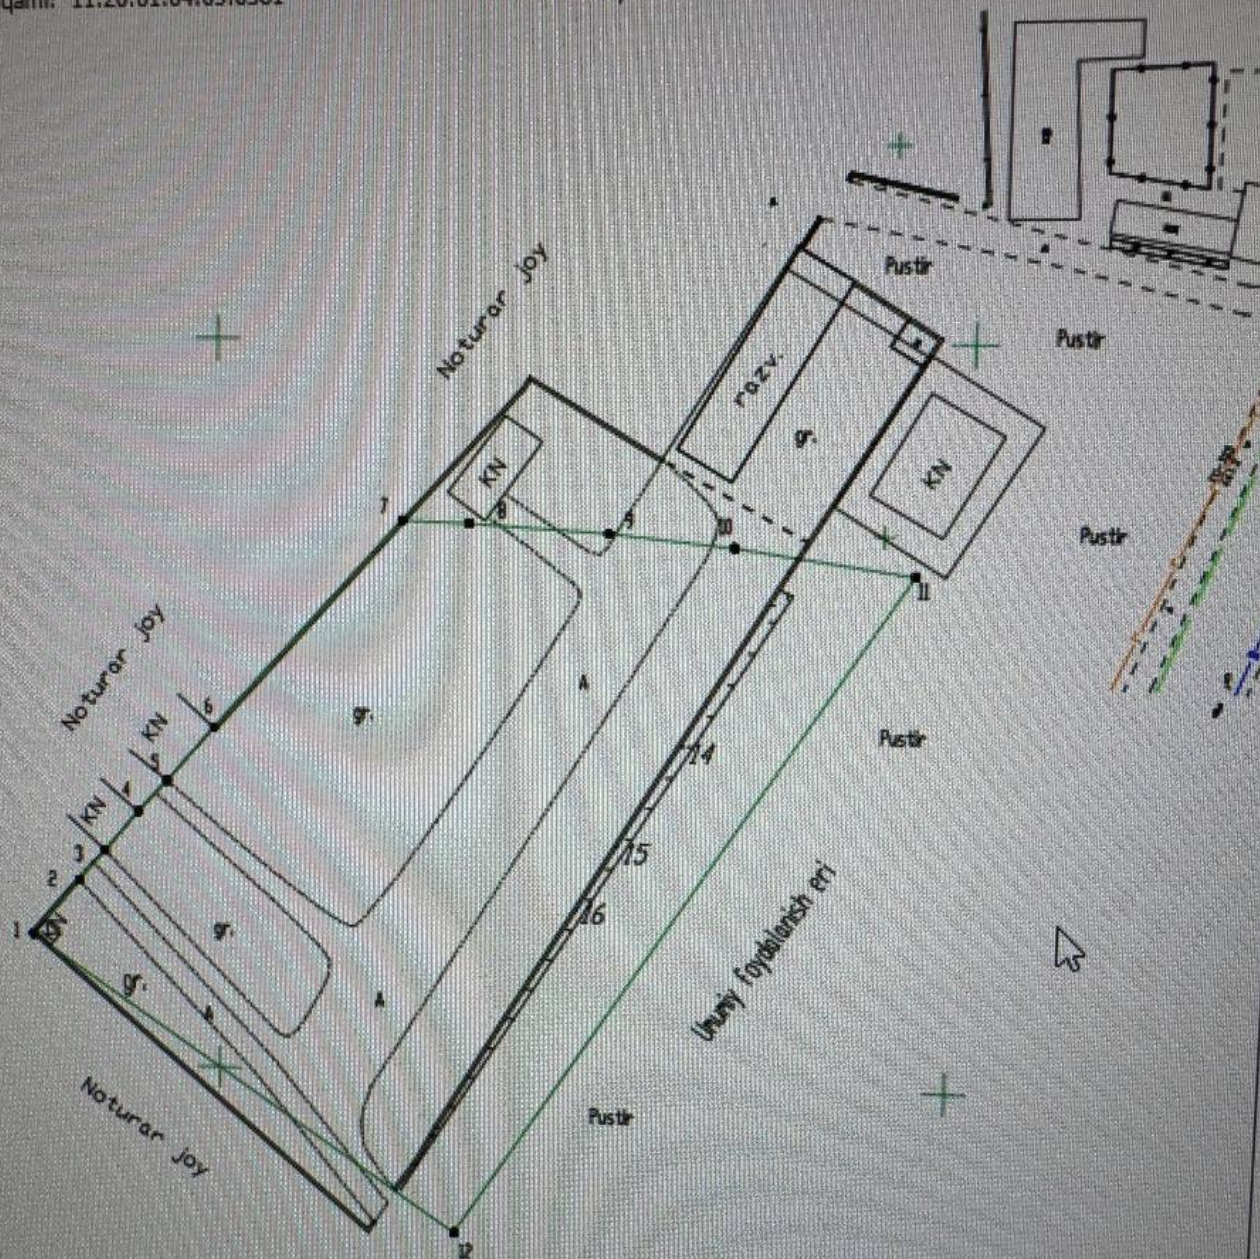 Pustir
Noturar joy
Pustir
rozv.
gr.
KN
KN
7
8
9
10
Pustir
11
Noturar joy
6
gr.
A
KN
5
14
Pustir
4
KN
3
15
2
16
1
KN
gr.
gr.
A
A
Umumiy foydalanish eri
Noturar joy
Pustir
12